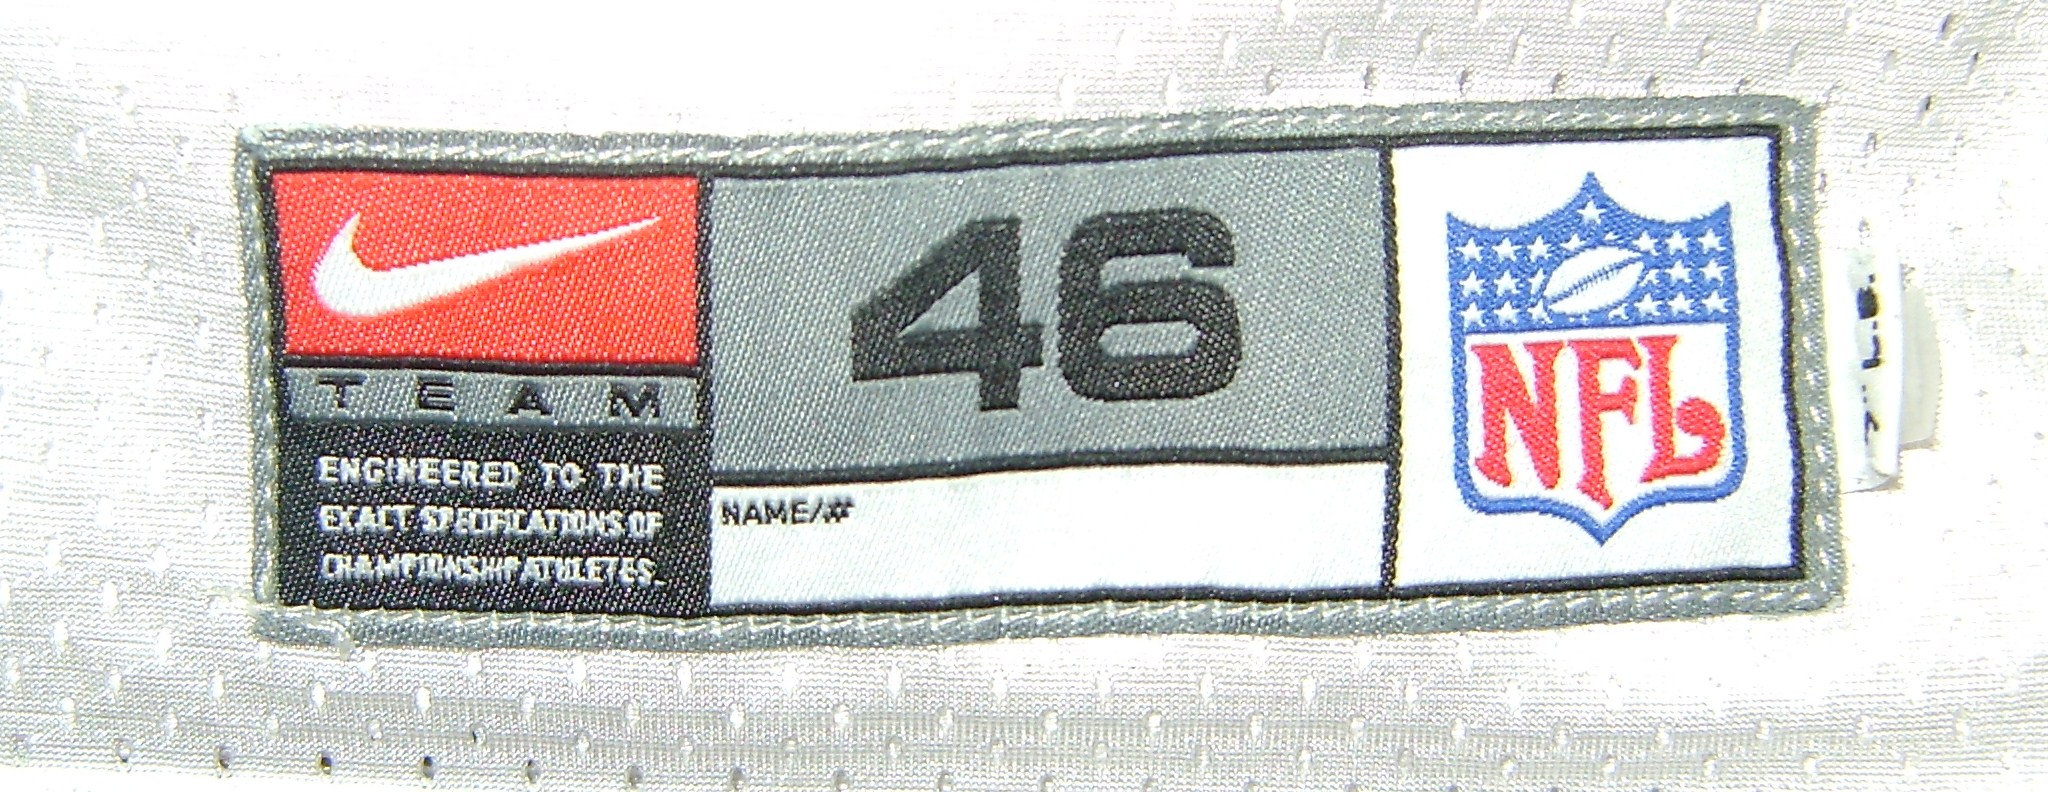 TEAM
ENGINEERED TO THE
EXACT SPECIFICATIONS OF
CHAMPIONSHIP ATHLETES.
46
NAME/#
NFL